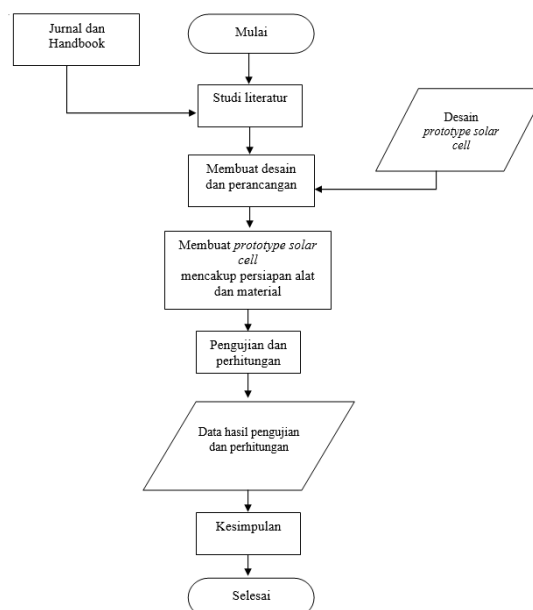 Jurnal dan
Handbook
Mulai
Studi literatur
Desain
prototype solar
cell
Membuat desain
dan perancangan
Membuat prototype solar
cell
mencakup persiapan alat
dan material
Pengujian dan
perhitungan
Data hasil pengujian
dan perhitungan
Kesimpulan
Selesai